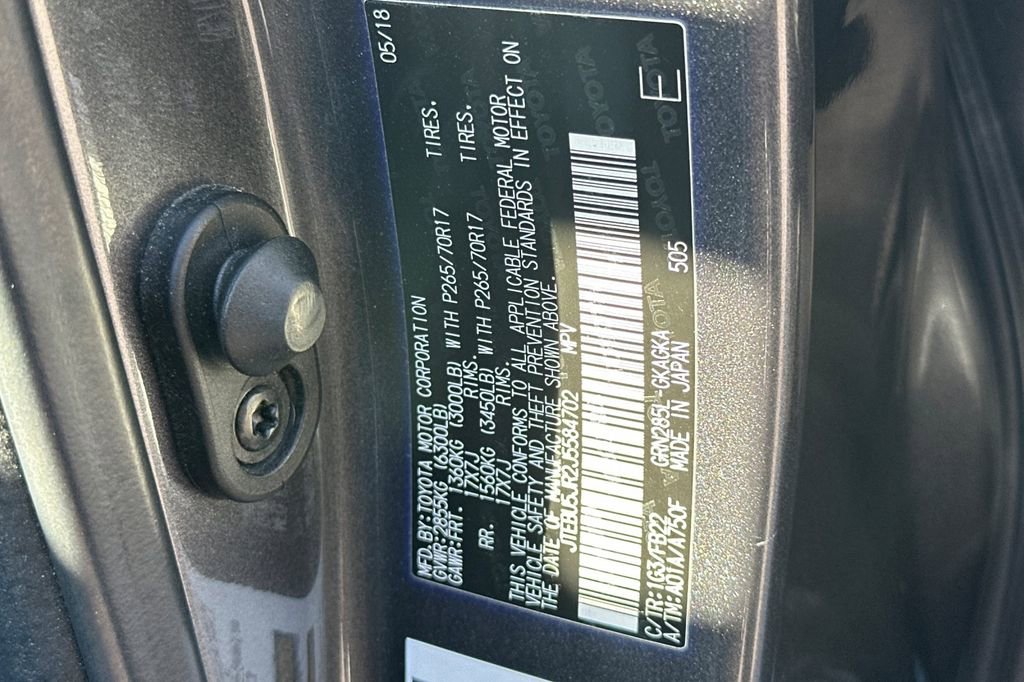 MFD. BY: TOYOTA MOTOR CORPORATION 05/18
GVWR: 2855KG (6300LB)
GAWR: FRT. 1360KG (3000LB) WITH P265/70R17 TIRES.
17X7J RIMS.
RR. 1560KG (3450LB) WITH P265/70R17 TIRES.
17X7J RIMS.
THIS VEHICLE CONFORMS TO ALL APPLICABLE FEDERAL MOTOR
VEHICLE SAFETY AND THEFT PREVENTION STANDARDS IN EFFECT ON
THE DATE OF MANUFACTURE SHOWN ABOVE.
JTEBU5JR2J5584702 MPV
C/TR: 1G3/FB22 GRN285L-GKAGKA 505
A/TM: A01A/A750F MADE IN JAPAN
E
TOYOTA TOYOTA TOYOTA